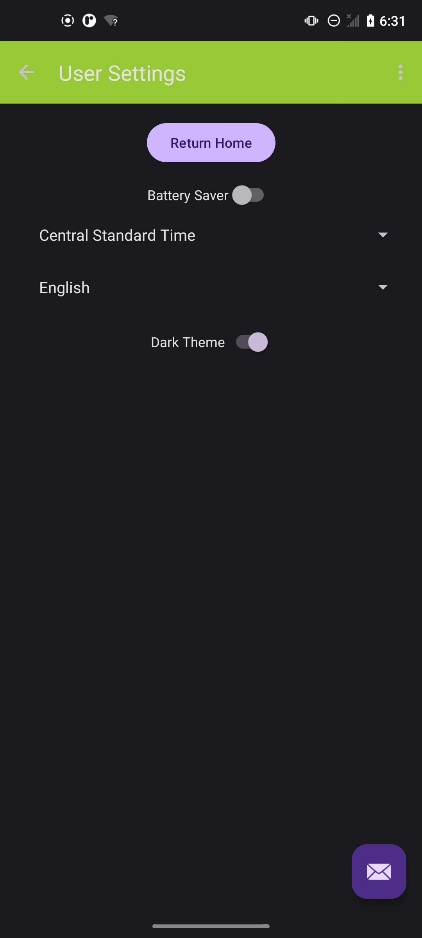 6:31
User Settings
Return Home
Battery Saver
Central Standard Time
English
Dark Theme